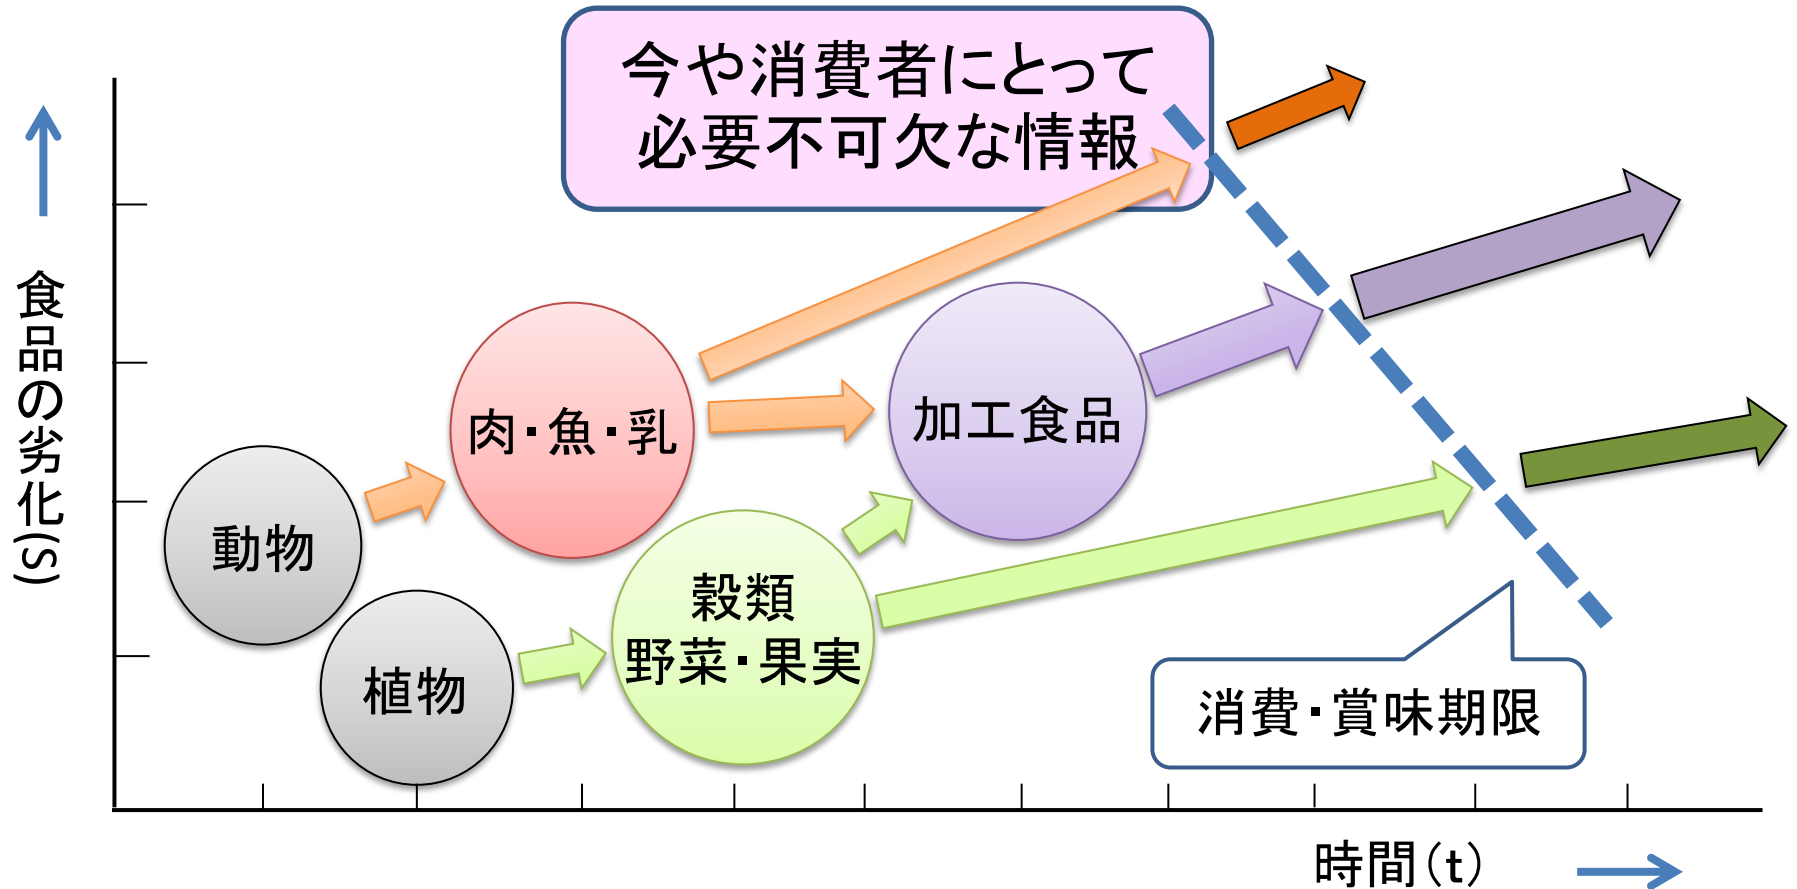 今や消費者にとって
必要不可欠な情報
食品の劣化(S)
肉・魚・乳
加工食品
動物
穀類
野菜・果実
植物
消費・賞味期限
時間(t)